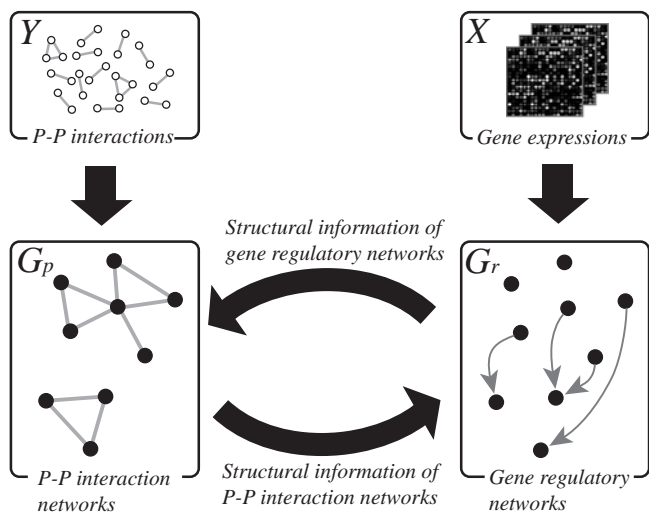 Y
P-P interactions
X
Gene expressions
Structural information of
gene regulatory networks
Gp
Gr
P-P interaction
networks
Structural information of
P-P interaction networks
Gene regulatory
networks